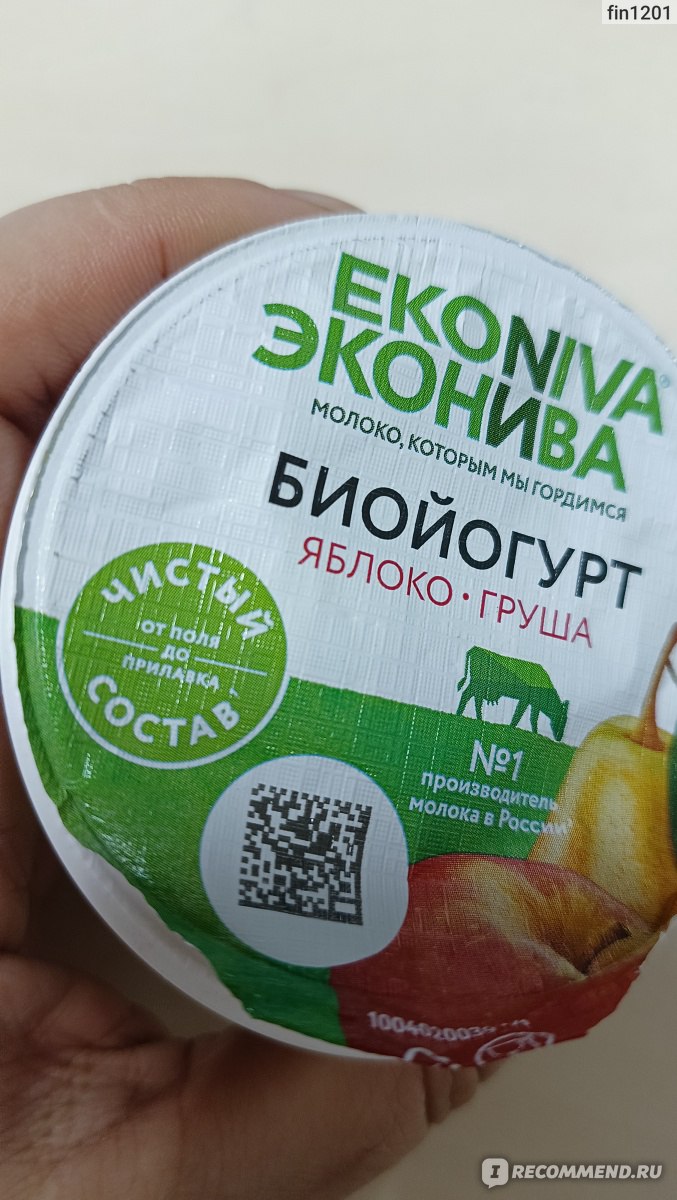 fin1201
EKONIVA®
ЭКОНИВА
МОЛОКО, КОТОРЫМ МЫ ГОРДИМСЯ
БИОЙОГУРТ
ЯБЛОКО • ГРУША
ЧИСТЫЙ
ОТ ПОЛЯ
ДО
ПРИЛАВКА
СОСТАВ
№1
производитель
молока в России
IRECOMMEND.RU